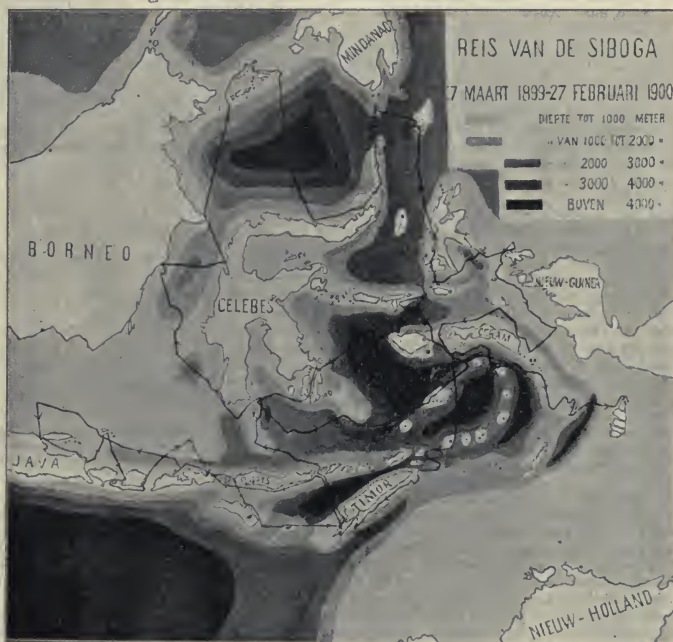 REIS VAN DE SIBOGA
7 MAART 1899-27 FEBRUARI 1900
DIEPTE TOT 1000 METER
" VAN 1000 TOT 2000 "
" 2000 3000 "
" 3000 4000 "
BOVEN 4000 "
MINDANAO
BORNEO
CELEBES
NIEUW-GUINEA
CERAM
JAVA
FLORES
TIMOR
NIEUW-HOLLAND